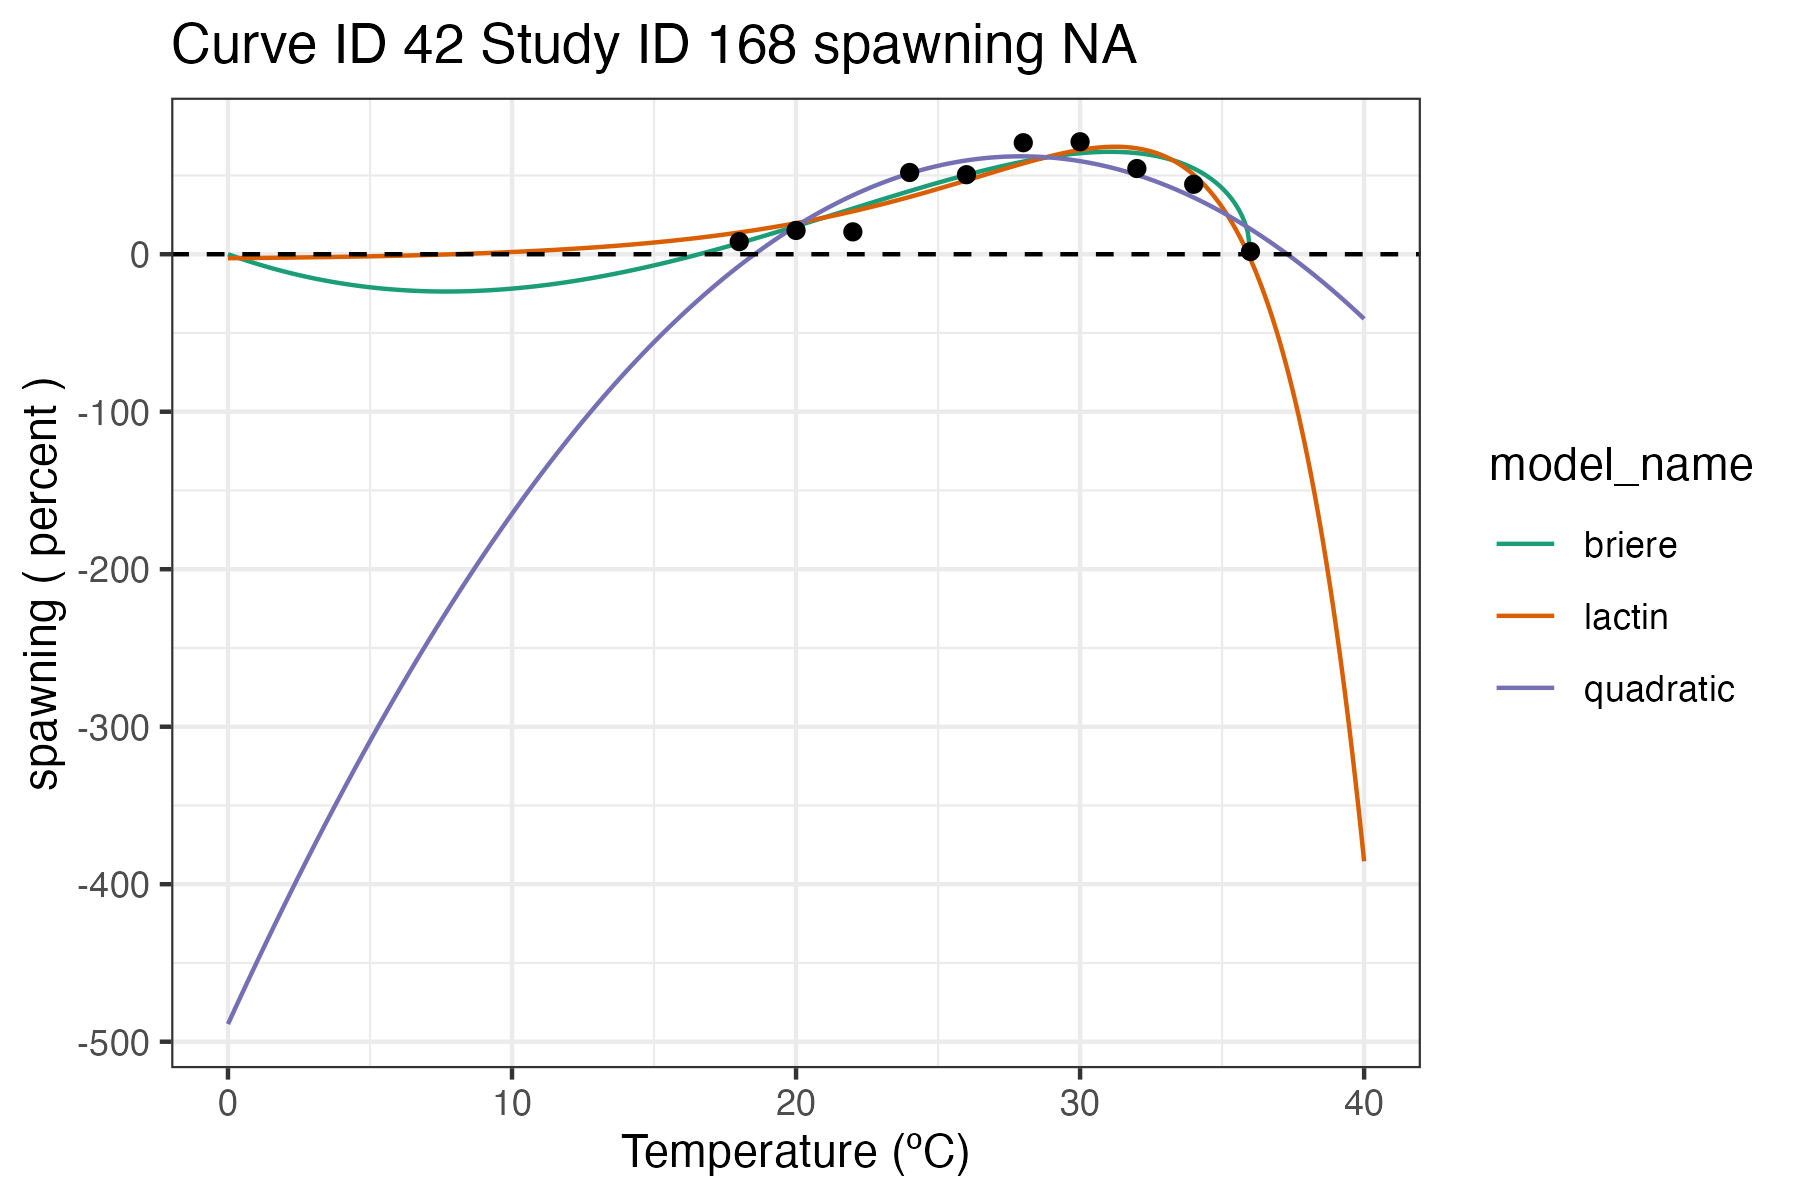 Curve ID 42 Study ID 168 spawning NA
spawning ( percent )
0
-100
-200
-300
-400
-500
0 10 20 30 40
Temperature (ºC)
model_name
briere
lactin
quadratic